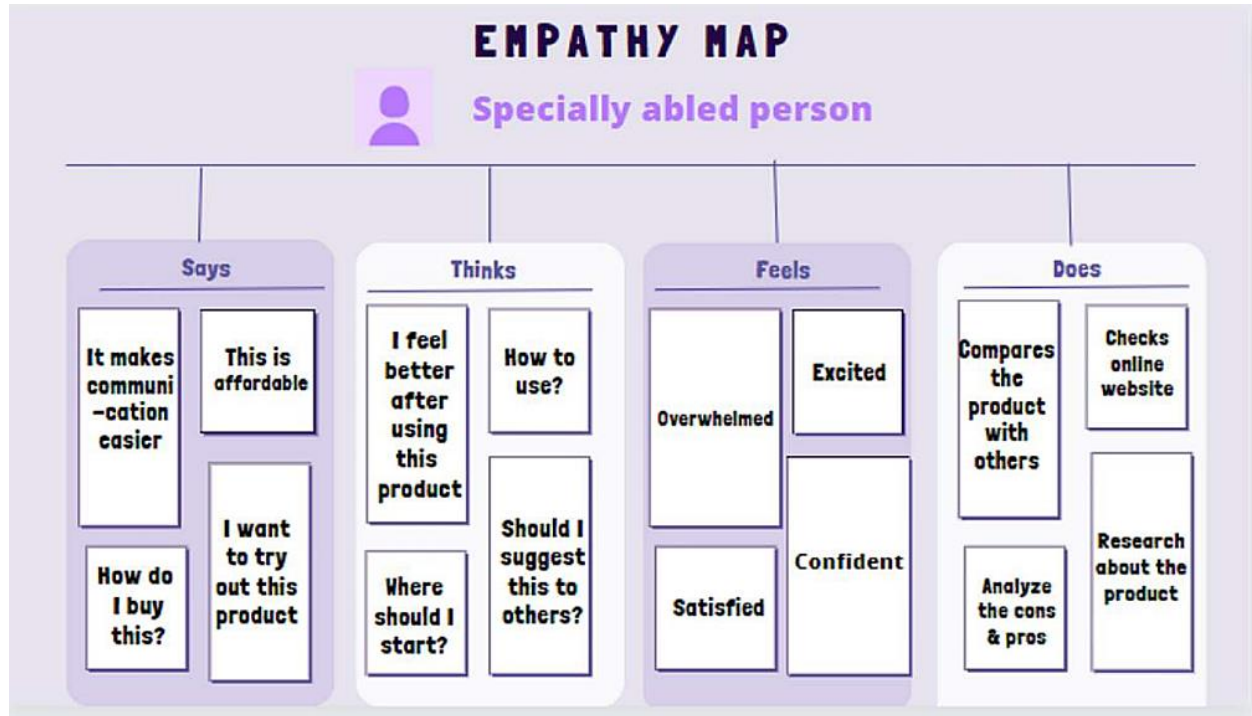 EMPATHY MAP
Specially abled person
Says
It makes
communi
-cation
easier
This is
affordable
How do
I buy
this?
I want
to try
out this
product
Thinks
I feel
better
after
using
this
product
How to
use?
Where
should I
start?
Should I
suggest
this to
others?
Feels
Overwhelmed
Excited
Satisfied
Confident
Does
Compares
the
product
with
others
Checks
online
website
Analyze
the cons
& pros
Research
about the
product